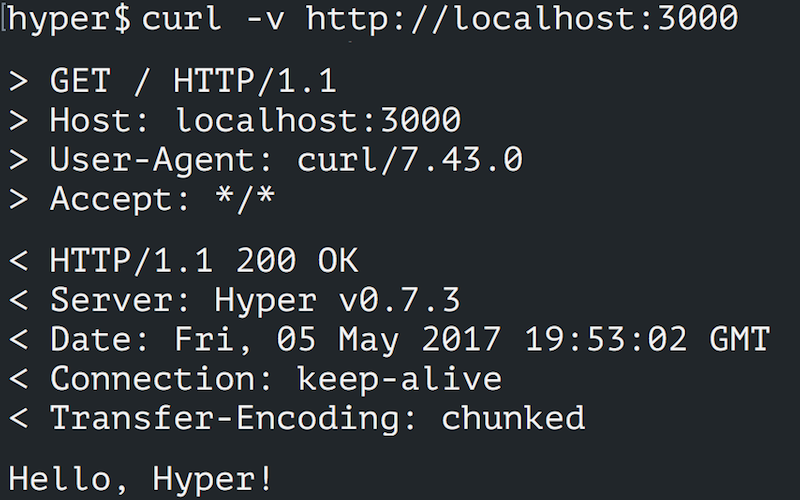 [hyper$ curl -v http://localhost:3000
> GET / HTTP/1.1
> Host: localhost:3000
> User-Agent: curl/7.43.0
> Accept: */*
< HTTP/1.1 200 OK
< Server: Hyper v0.7.3
< Date: Fri, 05 May 2017 19:53:02 GMT
< Connection: keep-alive
< Transfer-Encoding: chunked
Hello, Hyper!